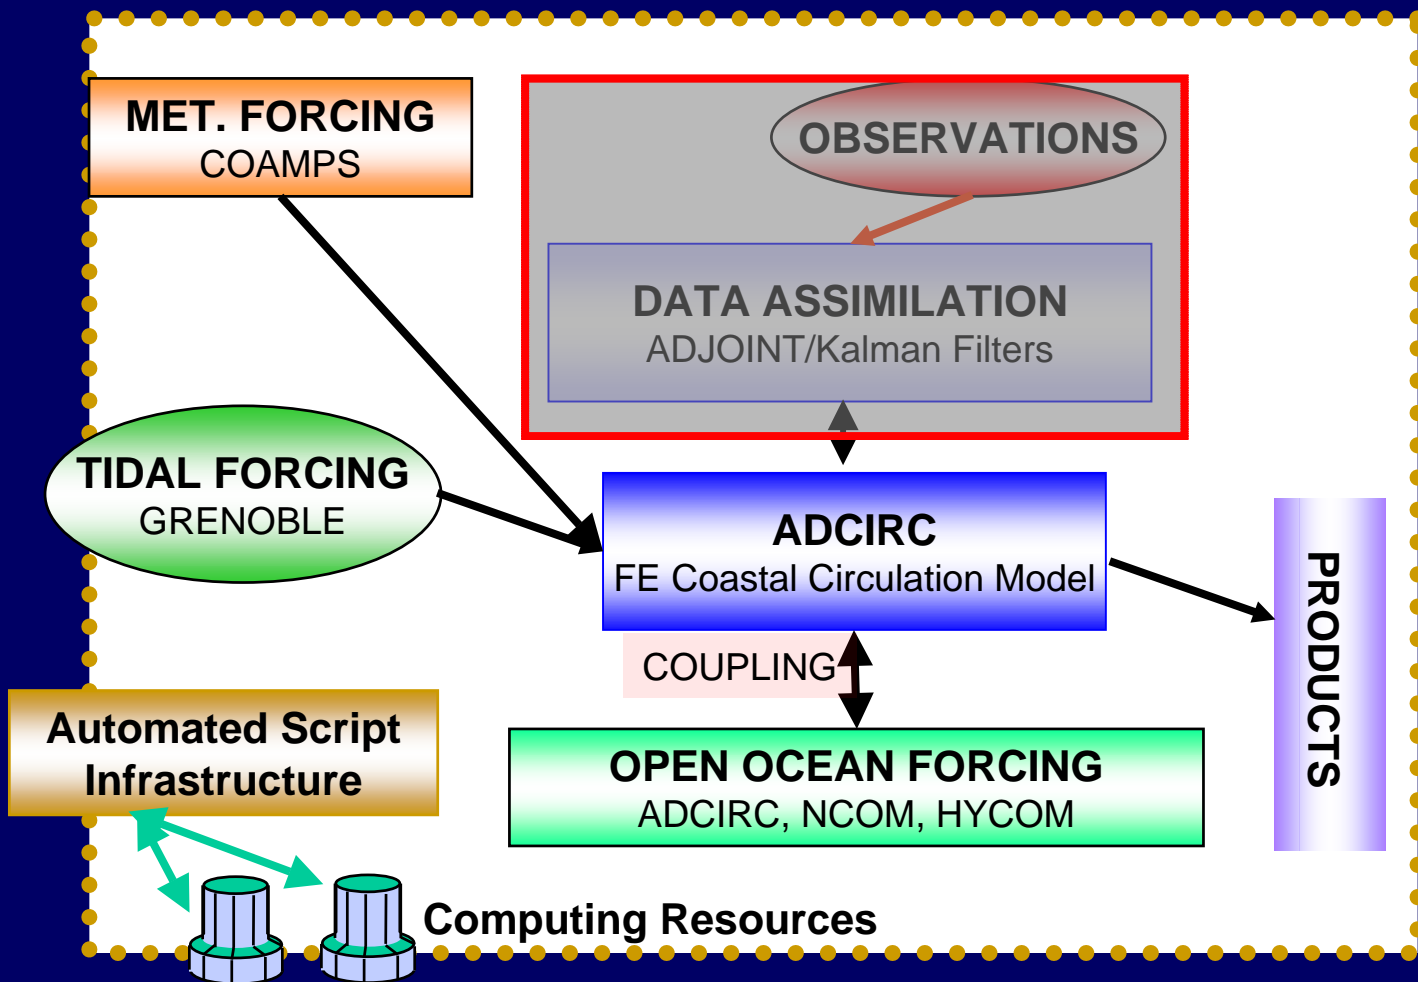 MET. FORCING
COAMPS
OBSERVATIONS
DATA ASSIMILATION
ADJOINT/Kalman Filters
TIDAL FORCING
GRENOBLE
ADCIRC
FE Coastal Circulation Model
PRODUCTS
COUPLING
Automated Script
Infrastructure
OPEN OCEAN FORCING
ADCIRC, NCOM, HYCOM
Computing Resources